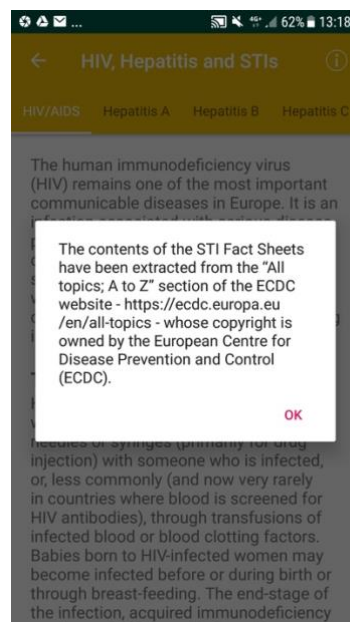 62% 13:18
HIV, Hepatitis and STIs
HIV/AIDS Hepatitis A Hepatitis B Hepatitis C
The human immunodeficiency virus
(HIV) remains one of the most important
communicable diseases in Europe. It is an
The contents of the STI Fact Sheets
have been extracted from the “All
topics; A to Z” section of the ECDC
website - https://ecdc.europa.eu
/en/all-topics - whose copyright is
owned by the European Centre for
Disease Prevention and Control
(ECDC).
OK
needles or syringes (primarily for drug
injection) with someone who is infected,
or, less commonly (and now very rarely
in countries where blood is screened for
HIV antibodies), through transfusions of
infected blood or blood clotting factors.
Babies born to HIV-infected women may
become infected before or during birth or
through breast-feeding. The end-stage of
the infection, acquired immunodeficiency